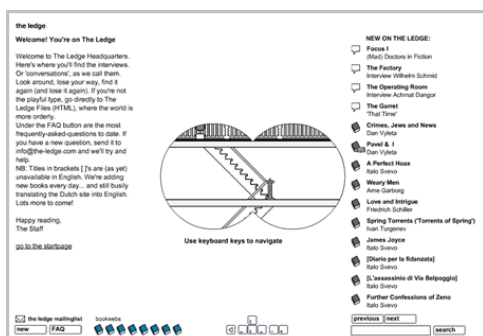 the ledge
Welcome! You're on The Ledge
Welcome to The Ledge Headquarters.
Here's where you'll find the interviews.
Or 'conversations', as we call them.
Look around, lose your way, find it
again (and lose it again). If you're not
the playful type, go directly to The
Ledge Files (HTML), where the world is
more orderly.
Under the FAQ button are the most
frequently-asked-questions to date. If
you have a new question, send it to
info@the-ledge.com and we'll try and
help.
NB: Titles in brackets [ ]'s are (as yet)
unavailable in English. We're adding
new books every day... and still busily
translating the Dutch site into English.
Lots more to come!
Happy reading,
The Staff
go to the startpage
Use keyboard keys to navigate
NEW ON THE LEDGE:
Focus I
(Mad) Doctors in Fiction
The Factory
Interview Wilhelm Schmid
The Operating Room
Interview Achmat Dangor
The Garret
"That Time"
Crimes, Jews and News
Dan Vyleta
Pavel & I
Dan Vyleta
A Perfect Hoax
Italo Svevo
Weary Men
Arne Garborg
Love and Intrigue
Friedrich Schiller
Spring Torrents ('Torrents of Spring')
Ivan Turgenev
James Joyce
Italo Svevo
[Diario per la fidanzata]
Italo Svevo
[L'assassinio di Via Belpoggio]
Italo Svevo
Further Confessions of Zeno
Italo Svevo
the ledge mailinglist
bookwebs
new
FAQ
previous
next
search